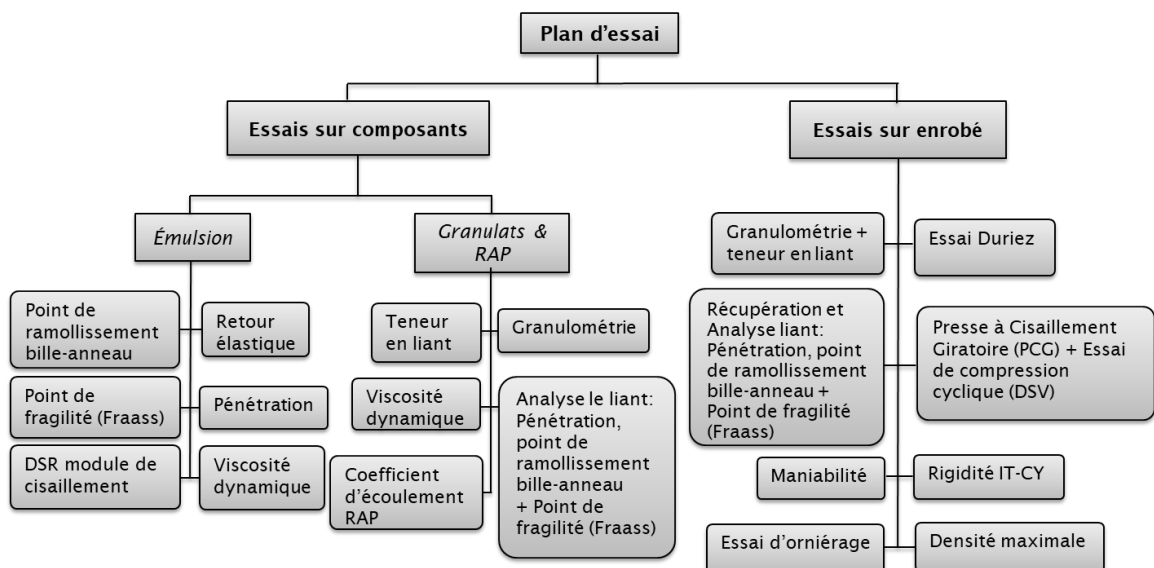 Plan d'essai
Essais sur composants
Essais sur enrobé
Émulsion
Granulats &
RAP
Point de
ramollissement
bille-anneau
Retour
élastique
Point de
fragilité (Fraass)
Pénétration
DSR module de
cisaillement
Viscosité
dynamique
Teneur
en liant
Granulométrie
Viscosité
dynamique
Analyse le liant:
Pénétration,
point de
ramollissement
bille-anneau
+ Point de
fragilité (Fraass)
Coefficient
d'écoulement
RAP
Granulométrie +
teneur en liant
Essai Duriez
Récupération et
Analyse liant:
Pénétration, point
de ramollissement
bille-anneau +
Point de fragilité
(Fraass)
Presse à Cisaillement
Giratoire (PCG) + Essai
de compression
cyclique (DSV)
Maniabilité
Rigidité IT-CY
Essai d'orniérage
Densité maximale